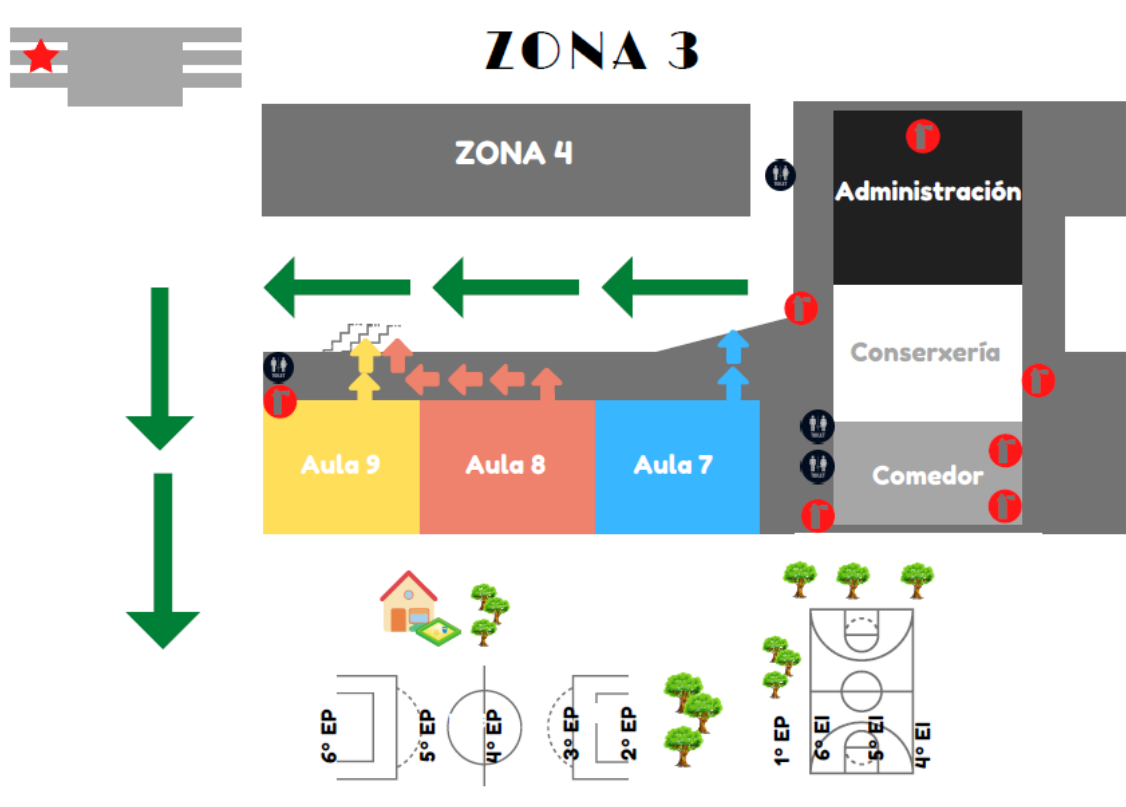 ZONA 3
ZONA 4
Administración
Conserxería
Aula 9
Aula 8
Aula 7
Comedor
6º EP
5º EP
4º EP
3º EP
2º EP
1º EP
6º EI
5º EI
4º EI